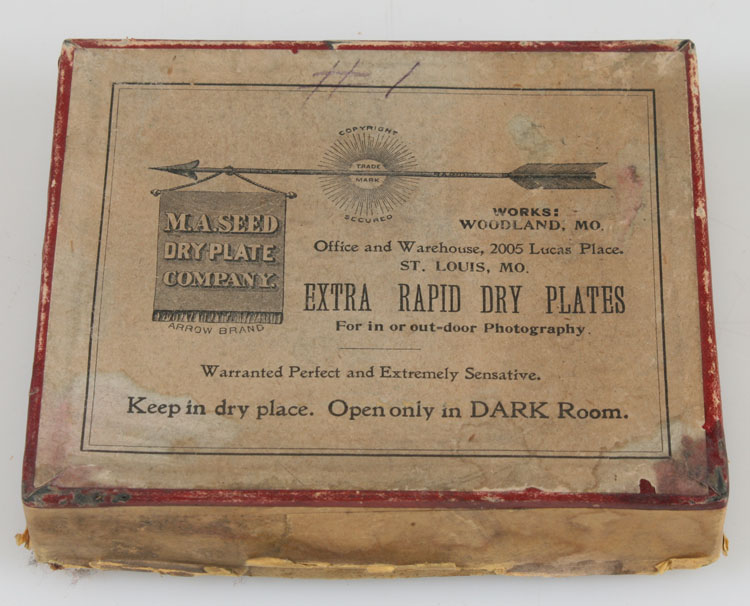 #1
COPYRIGHT
TRADE
MARK
SECURED
M.A. SEED
DRY PLATE
COMPANY.
ARROW BRAND
WORKS:
WOODLAND, MO.
Office and Warehouse, 2005 Lucas Place.
ST. LOUIS, MO.
EXTRA RAPID DRY PLATES
For in or out-door Photography.
Warranted Perfect and Extremely Sensative.
Keep in dry place. Open only in DARK Room.